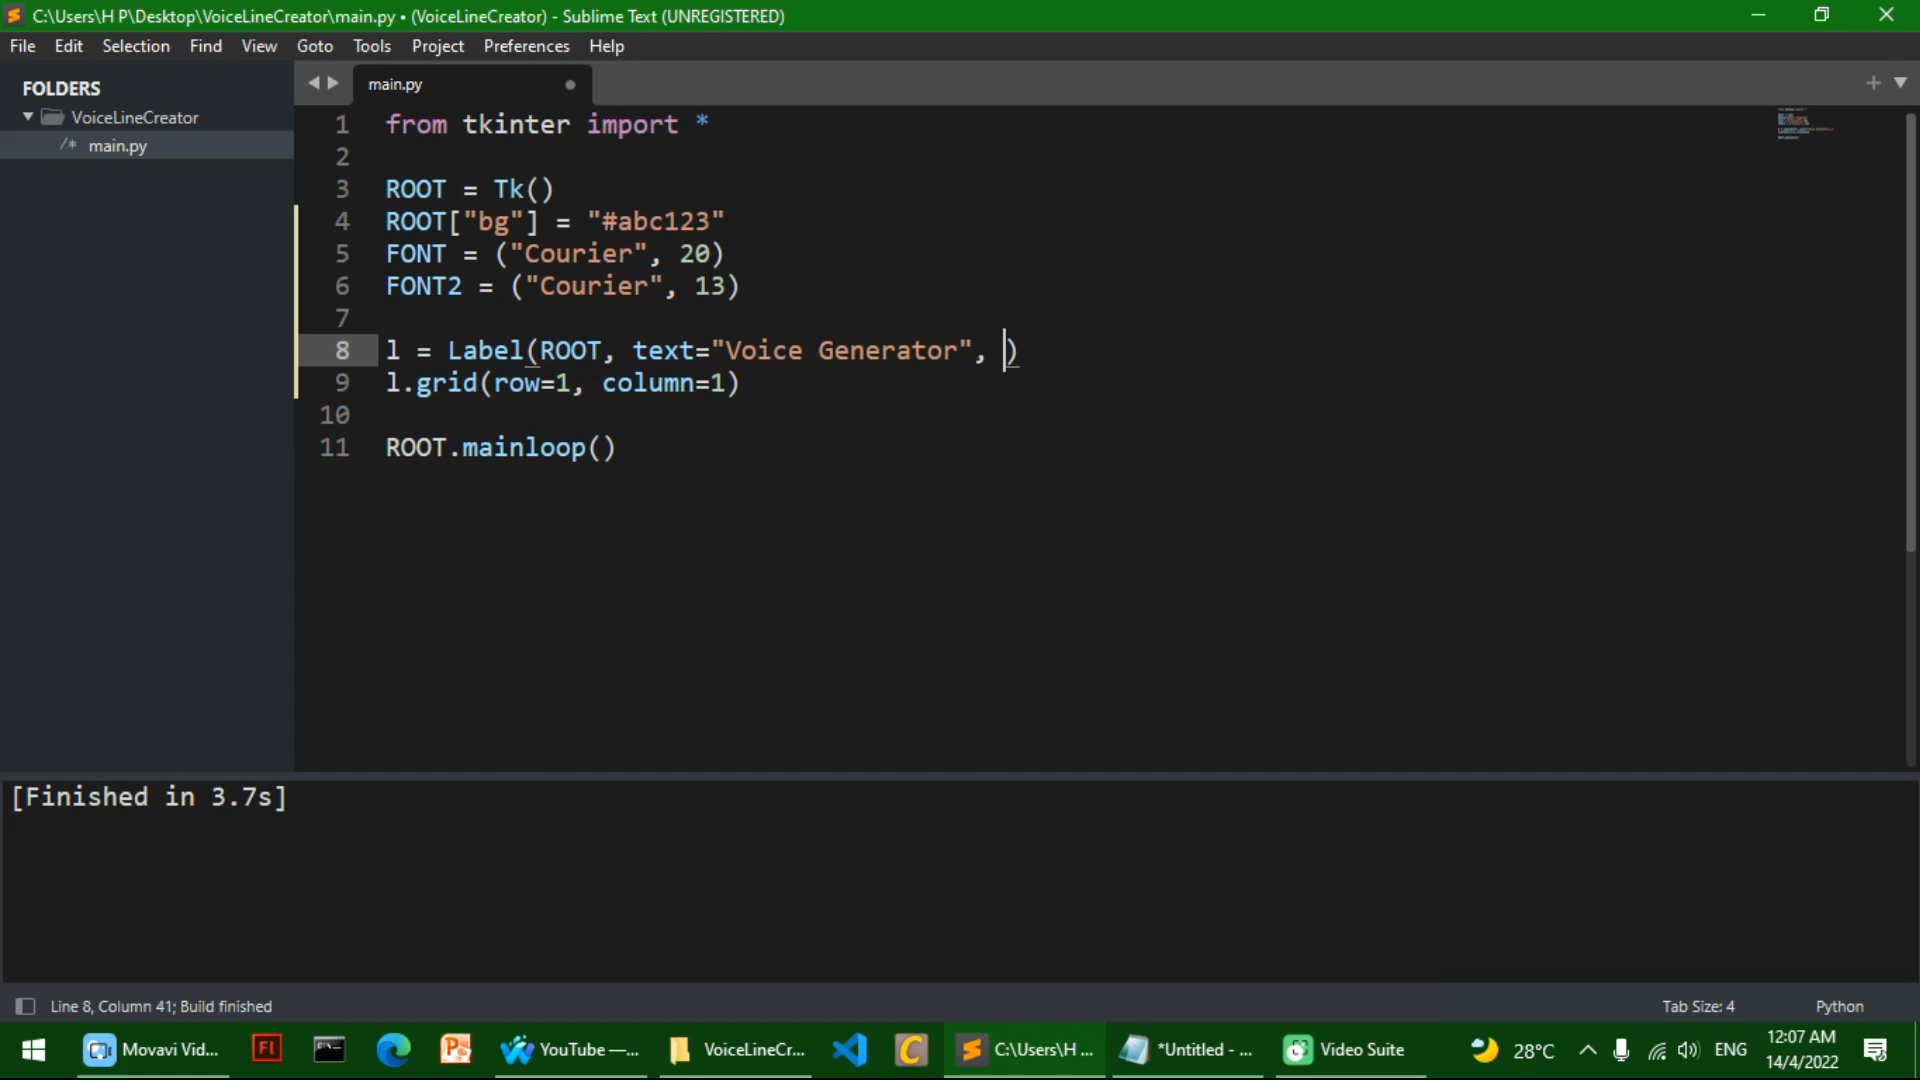 C:\Users\H P\Desktop\VoiceLineCreator\main.py • (VoiceLineCreator) - Sublime Text (UNREGISTERED)
File Edit Selection Find View Goto Tools Project Preferences Help
FOLDERS
VoiceLineCreator
/* main.py
main.py
1 from tkinter import *
2
3 ROOT = Tk()
4 ROOT["bg"] = "#abc123"
5 FONT = ("Courier", 20)
6 FONT2 = ("Courier", 13)
7
8 l = Label(ROOT, text="Voice Generator", )
9 l.grid(row=1, column=1)
10
11 ROOT.mainloop()
[Finished in 3.7s]
Line 8, Column 41; Build finished
Tab Size: 4 Python
Movavi Vid... YouTube —... VoiceLineCr... C:\Users\H ... *Untitled - ... Video Suite 28°C ENG 12:07 AM
14/4/2022